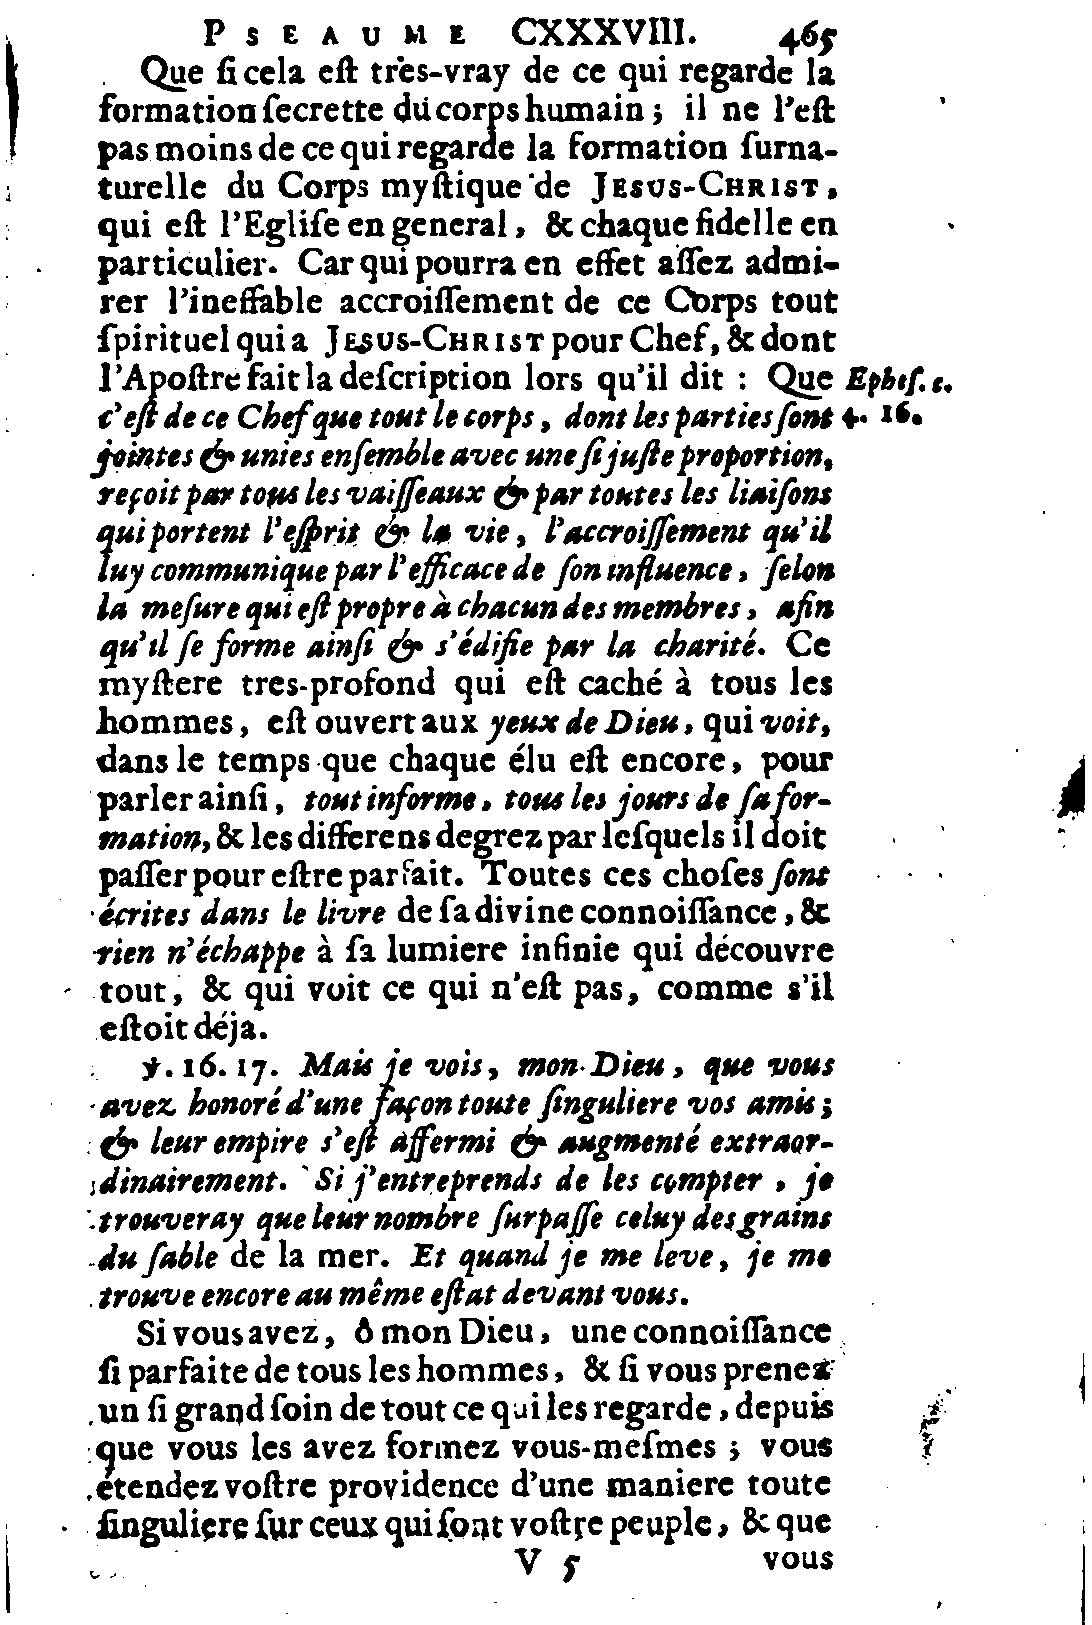 PSEAUME CXXXVIII. 465
Que ſi cela eſt très-vray de ce qui regarde la
formation ſecrette du corps humain ; il ne l'eſt
pas moins de ce qui regarde la formation ſurna-
turelle du Corps myſtique de JESUS-CHRIST,
qui eſt l'Egliſe en general, & chaque fidelle en
particulier. Car qui pourra en effet aſſez admi-
rer l'ineffable accroiſſement de ce Corps tout
ſpirituel qui a JESUS-CHRIST pour Chef, & dont
l'Apoſtre fait la deſcription lors qu'il dit : Que Epheſ. c.
c'eſt de ce Chef que tout le corps, dont les parties ſont 4. 16.
jointes & unies enſemble avec une ſi juſte proportion,
reçoit par tous les vaiſſeaux & par toutes les liaiſons
qui portent l'eſprit & la vie, l'accroiſſement qu'il
luy communique par l'efficace de ſon influence, ſelon
la meſure qui eſt propre à chacun des membres, afin
qu'il ſe forme ainſi & s'édifie par la charité. Ce
myſtere tres-profond qui eſt caché à tous les
hommes, eſt ouvert aux yeux de Dieu, qui voit,
dans le temps que chaque élu eſt encore, pour
parler ainſi, tout informe, tous les jours de ſa for-
mation, & les differens degrez par leſquels il doit
paſſer pour eſtre parfait. Toutes ces choſes ſont
écrites dans le livre de ſa divine connoiſſance, &
rien n'échappe à ſa lumiere infinie qui découvre
tout, & qui voit ce qui n'eſt pas, comme s'il
eſtoit déja.
℣. 16. 17. Mais je vois, mon Dieu, que vous
avez honoré d'une façon toute ſinguliere vos amis ;
& leur empire s'eſt affermi & augmenté extraor-
dinairement. Si j'entreprends de les compter, je
trouveray que leur nombre ſurpaſſe celuy des grains
du ſable de la mer. Et quand je me leve, je me
trouve encore au même eſtat devant vous.
Si vous avez, ô mon Dieu, une connoiſſance
ſi parfaite de tous les hommes, & ſi vous prenez
un ſi grand ſoin de tout ce qui les regarde, depuis
que vous les avez formez vous-meſmes ; vous
étendez voſtre providence d'une maniere toute
ſinguliere ſur ceux qui ſont voſtre peuple, & que
V 5 vous